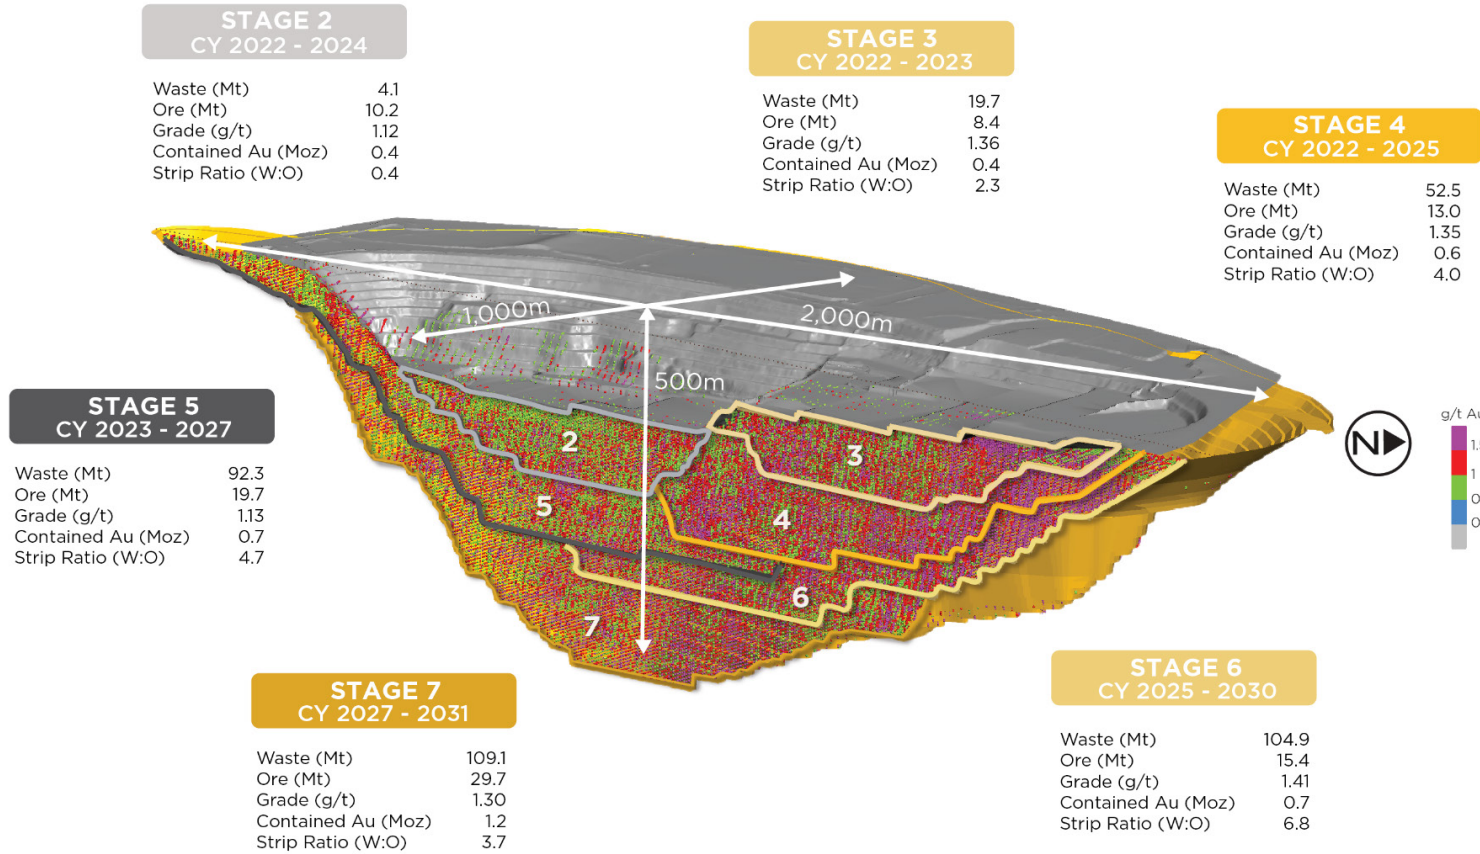 STAGE 2
CY 2022 - 2024
Waste (Mt) 4.1
Ore (Mt) 10.2
Grade (g/t) 1.12
Contained Au (Moz) 0.4
Strip Ratio (W:O) 0.4
STAGE 3
CY 2022 - 2023
Waste (Mt) 19.7
Ore (Mt) 8.4
Grade (g/t) 1.36
Contained Au (Moz) 0.4
Strip Ratio (W:O) 2.3
STAGE 4
CY 2022 - 2025
Waste (Mt) 52.5
Ore (Mt) 13.0
Grade (g/t) 1.35
Contained Au (Moz) 0.6
Strip Ratio (W:O) 4.0
1,000m
2,000m
500m
2
3
5
4
6
7
N
g/t Au
1.
1
0
0
STAGE 5
CY 2023 - 2027
Waste (Mt) 92.3
Ore (Mt) 19.7
Grade (g/t) 1.13
Contained Au (Moz) 0.7
Strip Ratio (W:O) 4.7
STAGE 7
CY 2027 - 2031
Waste (Mt) 109.1
Ore (Mt) 29.7
Grade (g/t) 1.30
Contained Au (Moz) 1.2
Strip Ratio (W:O) 3.7
STAGE 6
CY 2025 - 2030
Waste (Mt) 104.9
Ore (Mt) 15.4
Grade (g/t) 1.41
Contained Au (Moz) 0.7
Strip Ratio (W:O) 6.8